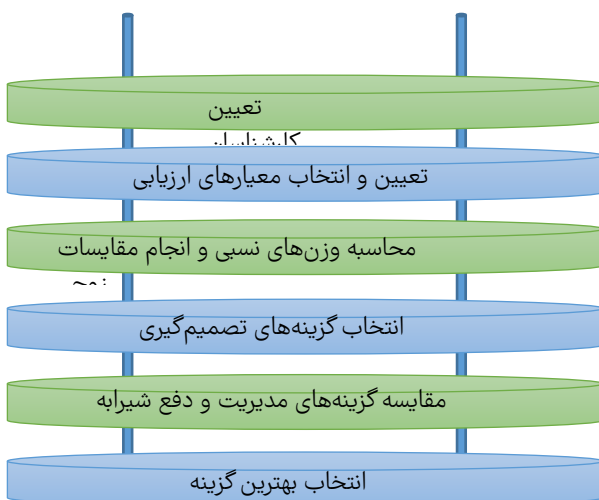 تعیین
کارشناسان
تعیین و انتخاب معیارهای ارزیابی
محاسبه وزن‌های نسبی و انجام مقایسات
انتخاب گزینه‌های تصمیم‌گیری
مقایسه گزینه‌های مدیریت و دفع شیرابه
انتخاب بهترین گزینه